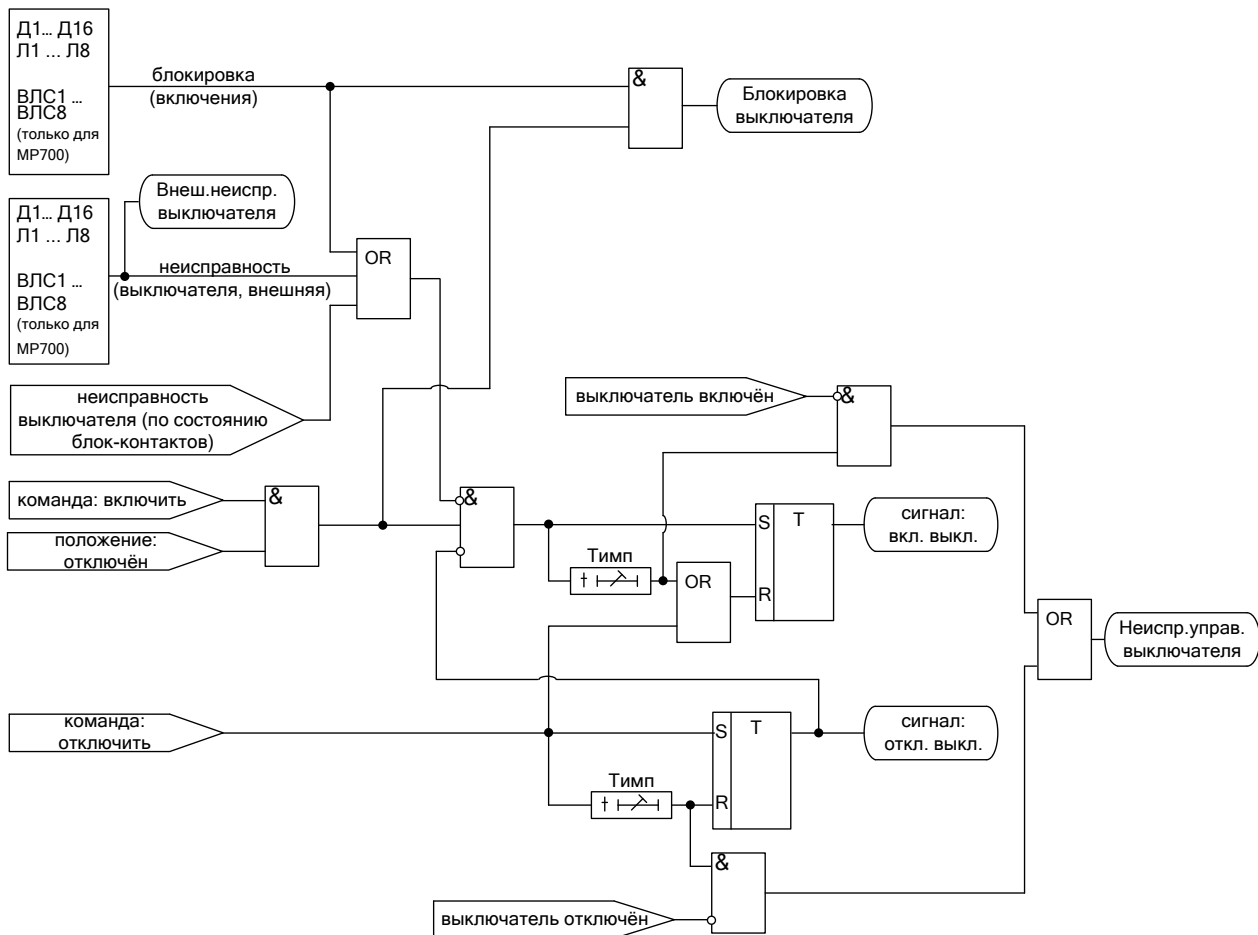 Д1... Д16
Л1 ... Л8
ВЛС1 ...
ВЛС8
(только для
МР700)
блокировка
(включения)
&
Блокировка
выключателя
Д1... Д16
Л1 ... Л8
ВЛС1 ...
ВЛС8
(только для
МР700)
Внеш.неиспр.
выключателя
неисправность
(выключателя, внешняя)
OR
неисправность
выключателя (по состоянию
блок-контактов)
выключатель включён
&
команда: включить
положение:
отключён
&
&
Тимп
OR
S T
R
сигнал:
вкл. выкл.
OR
Неиспр.управ.
выключателя
команда:
отключить
Тимп
S T
R
сигнал:
откл. выкл.
&
выключатель отключён